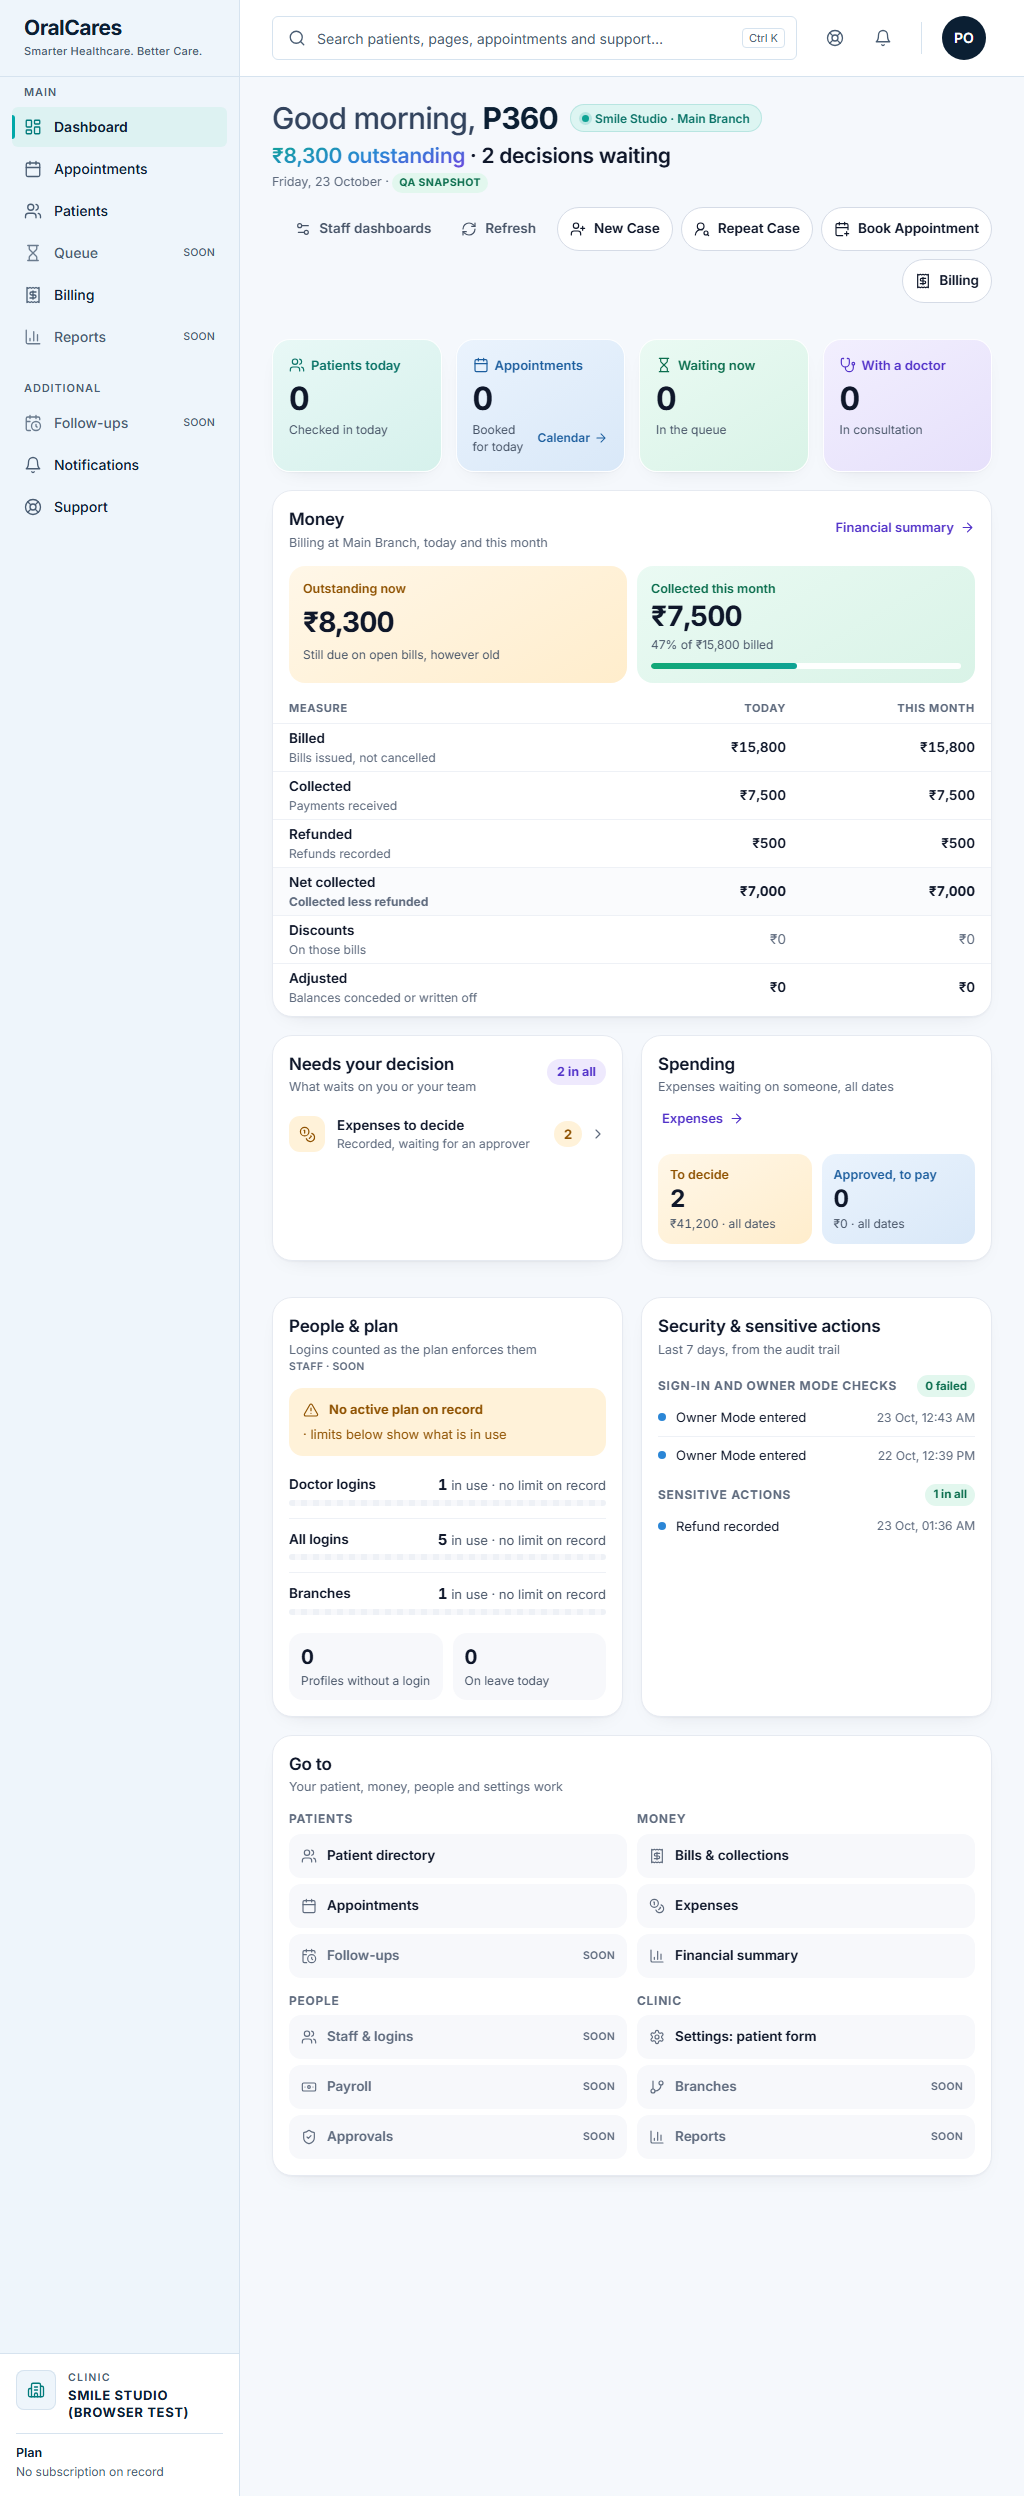 OralCares
Smarter Healthcare. Better Care.
MAIN
Dashboard
Appointments
Patients
Queue SOON
Billing
Reports SOON
ADDITIONAL
Follow-ups SOON
Notifications
Support
CLINIC
SMILE STUDIO
(BROWSER TEST)
Plan
No subscription on record
Search patients, pages, appointments and support... Ctrl K
PO
Good morning, P360 Smile Studio · Main Branch
₹8,300 outstanding · 2 decisions waiting
Friday, 23 October · QA SNAPSHOT
Staff dashboards Refresh New Case Repeat Case Book Appointment
Billing
Patients today
0
Checked in today
Appointments
0
Booked
for today
Calendar
Waiting now
0
In the queue
With a doctor
0
In consultation
Money
Billing at Main Branch, today and this month
Financial summary
Outstanding now
₹8,300
Still due on open bills, however old
Collected this month
₹7,500
47% of ₹15,800 billed
MEASURE TODAY THIS MONTH
Billed
Bills issued, not cancelled
₹15,800 ₹15,800
Collected
Payments received
₹7,500 ₹7,500
Refunded
Refunds recorded
₹500 ₹500
Net collected
Collected less refunded
₹7,000 ₹7,000
Discounts
On those bills
₹0 ₹0
Adjusted
Balances conceded or written off
₹0 ₹0
Needs your decision
What waits on you or your team
2 in all
Expenses to decide
Recorded, waiting for an approver
2
Spending
Expenses waiting on someone, all dates
Expenses
To decide
2
₹41,200 · all dates
Approved, to pay
0
₹0 · all dates
People & plan
Logins counted as the plan enforces them
STAFF · SOON
No active plan on record
· limits below show what is in use
Doctor logins 1 in use · no limit on record
All logins 5 in use · no limit on record
Branches 1 in use · no limit on record
0
Profiles without a login
0
On leave today
Security & sensitive actions
Last 7 days, from the audit trail
SIGN-IN AND OWNER MODE CHECKS 0 failed
Owner Mode entered 23 Oct, 12:43 AM
Owner Mode entered 22 Oct, 12:39 PM
SENSITIVE ACTIONS 1 in all
Refund recorded 23 Oct, 01:36 AM
Go to
Your patient, money, people and settings work
PATIENTS
Patient directory
Appointments
Follow-ups SOON
MONEY
Bills & collections
Expenses
Financial summary
PEOPLE
Staff & logins SOON
Payroll SOON
Approvals SOON
CLINIC
Settings: patient form
Branches SOON
Reports SOON